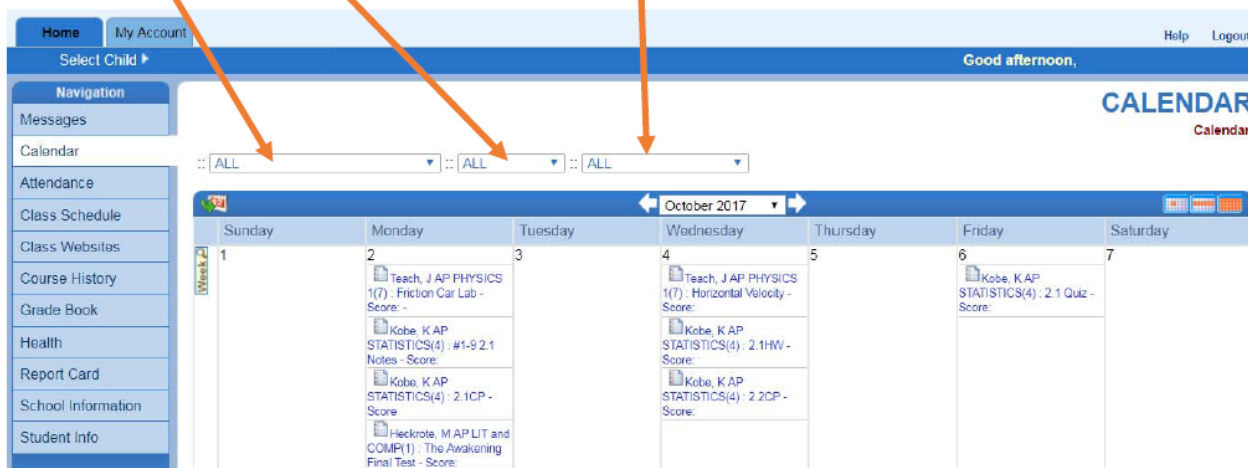 Home My Account Help Logout
Select Child Good afternoon,
Navigation
CALENDAR
Messages
Calendar
Calendar
:: ALL :: ALL :: ALL
Attendance
Class Schedule
October 2017
Sunday Monday Tuesday Wednesday Thursday Friday Saturday
Class Websites
Course History
Grade Book
Health
Report Card
School Information
Student Info
Week
1
2
Teach, J AP PHYSICS
1(7) : Friction Car Lab -
Score: -
Kobe, K AP
STATISTICS(4) : #1-9 2.1
Notes - Score:
Kobe, K AP
STATISTICS(4) : 2.1CP -
Score
Heckrote, M AP LIT and
COMP(1) : The Awakening
Final Test - Score:
3
4
Teach, J AP PHYSICS
1(7) : Horizontal Velocity -
Score:
Kobe, K AP
STATISTICS(4) : 2.1HW -
Score:
Kobe, K AP
STATISTICS(4) : 2.2CP -
Score:
5
6
Kobe, K AP
STATISTICS(4) : 2.1 Quiz -
Score:
7